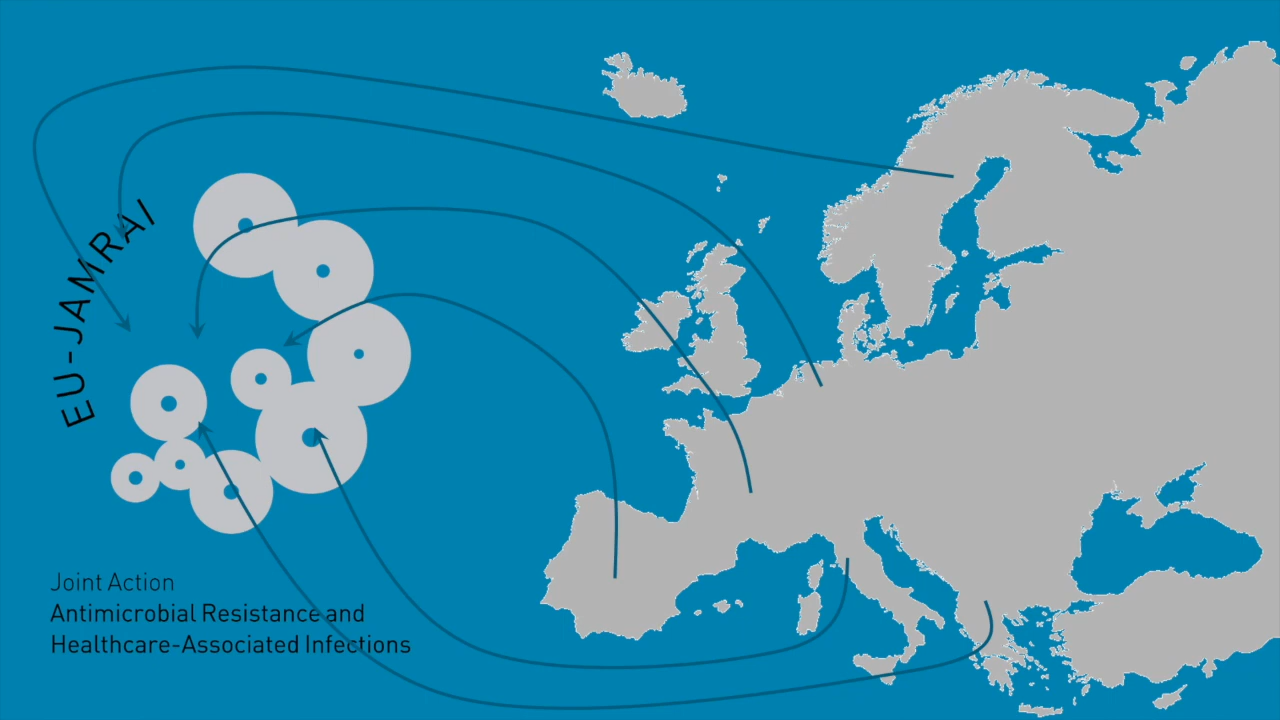 EU-JAMRAI
Joint Action
Antimicrobial Resistance and
Healthcare-Associated Infections